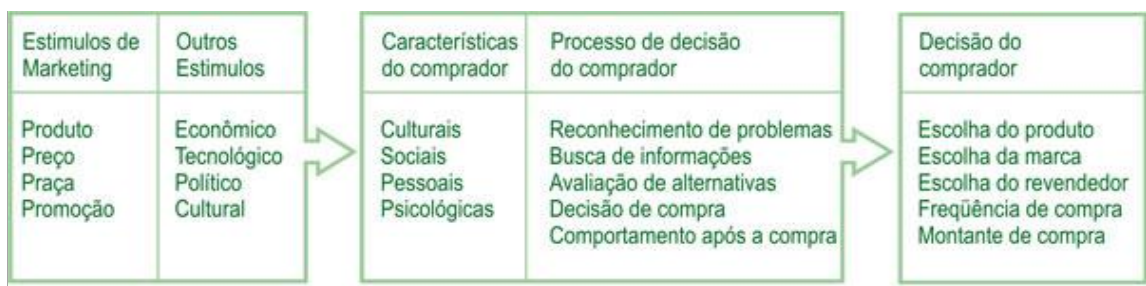 Estimulos de
Marketing
Outros
Estimulos
Produto
Preço
Praça
Promoção
Econômico
Tecnológico
Político
Cultural
Características
do comprador
Processo de decisão
do comprador
Culturais
Sociais
Pessoais
Psicológicas
Reconhecimento de problemas
Busca de informações
Avaliação de alternativas
Decisão de compra
Comportamento após a compra
Decisão do
comprador
Escolha do produto
Escolha da marca
Escolha do revendedor
Freqüência de compra
Montante de compra